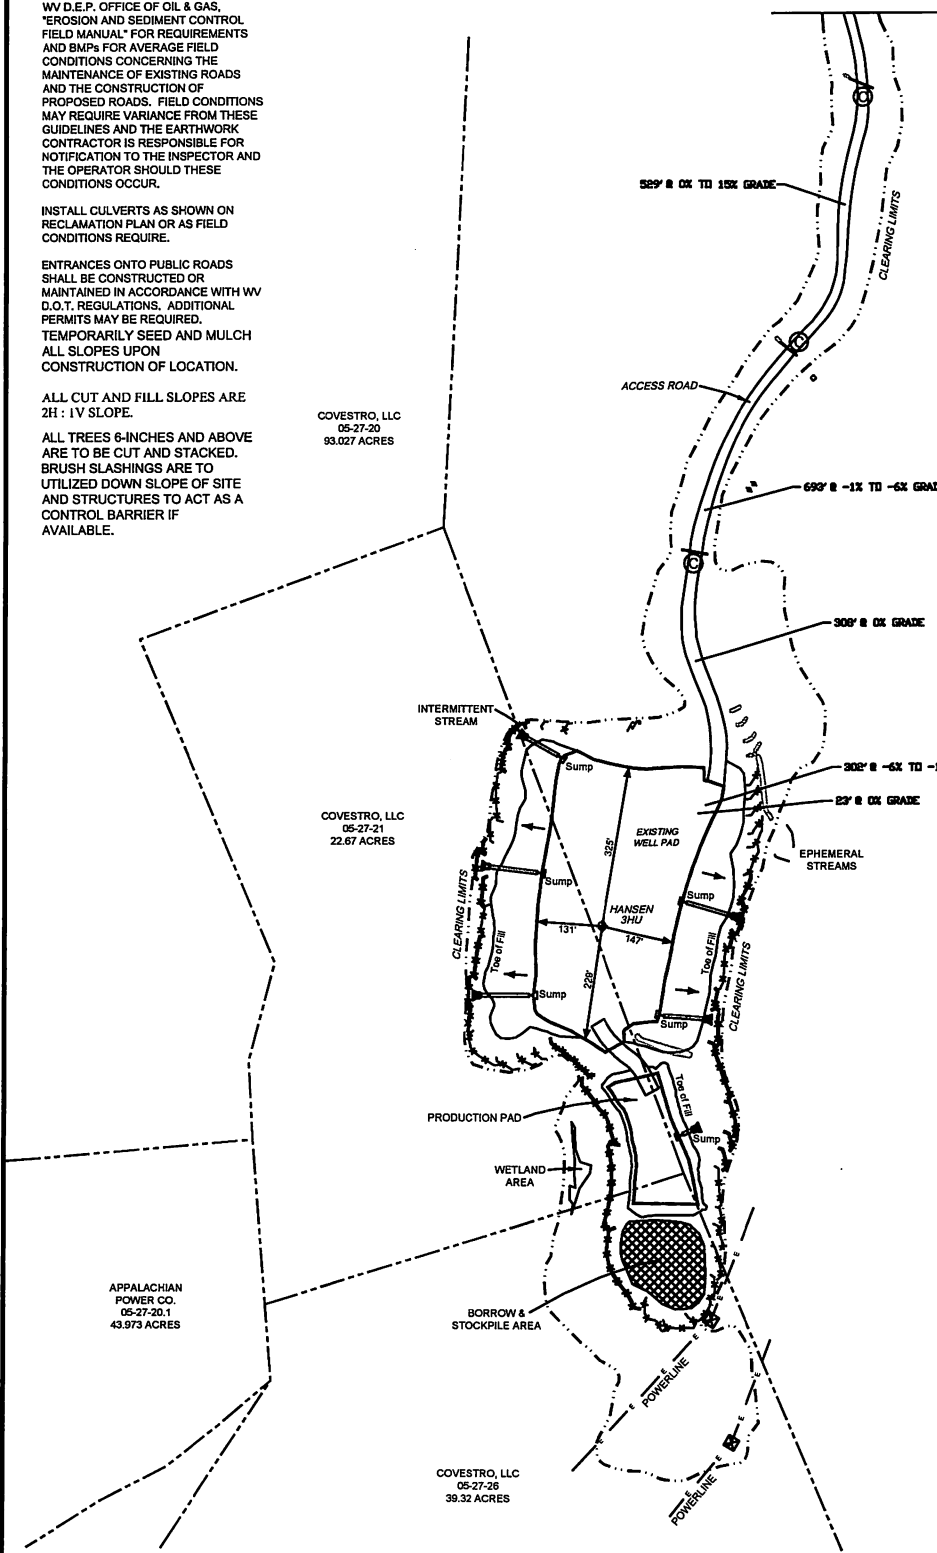 WV D.E.P. OFFICE OF OIL & GAS,
"EROSION AND SEDIMENT CONTROL
FIELD MANUAL" FOR REQUIREMENTS
AND BMPs FOR AVERAGE FIELD
CONDITIONS CONCERNING THE
MAINTENANCE OF EXISTING ROADS
AND THE CONSTRUCTION OF
PROPOSED ROADS. FIELD CONDITIONS
MAY REQUIRE VARIANCE FROM THESE
GUIDELINES AND THE EARTHWORK
CONTRACTOR IS RESPONSIBLE FOR
NOTIFICATION TO THE INSPECTOR AND
THE OPERATOR SHOULD THESE
CONDITIONS OCCUR.
INSTALL CULVERTS AS SHOWN ON
RECLAMATION PLAN OR AS FIELD
CONDITIONS REQUIRE.
ENTRANCES ONTO PUBLIC ROADS
SHALL BE CONSTRUCTED OR
MAINTAINED IN ACCORDANCE WITH WV
D.O.T. REGULATIONS. ADDITIONAL
PERMITS MAY BE REQUIRED.
TEMPORARILY SEED AND MULCH
ALL SLOPES UPON
CONSTRUCTION OF LOCATION.
ALL CUT AND FILL SLOPES ARE
2H : 1V SLOPE.
ALL TREES 6-INCHES AND ABOVE
ARE TO BE CUT AND STACKED.
BRUSH SLASHINGS ARE TO
UTILIZED DOWN SLOPE OF SITE
AND STRUCTURES TO ACT AS A
CONTROL BARRIER IF
AVAILABLE.
C
529' @ 0% TO 15% GRADE
CLEARING LIMITS
C
ACCESS ROAD
COVESTRO, LLC
05-27-20
93.027 ACRES
693' @ -1% TO -6% GRAD
C
308' @ 0% GRADE
INTERMITTENT
STREAM
Sump
302' @ -6% TO -1
23' @ 0% GRADE
COVESTRO, LLC
05-27-21
22.67 ACRES
325'
EXISTING
WELL PAD
EPHEMERAL
STREAMS
CLEARING LIMITS
Sump
Sump
HANSEN
3HU
131'
147'
Toe of Fill
Toe of Fill
CLEARING LIMITS
229'
Sump
Sump
PRODUCTION PAD
Toe of Fill
Sump
WETLAND
AREA
APPALACHIAN
POWER CO.
05-27-20.1
43.973 ACRES
BORROW &
STOCKPILE AREA
E
E
E
POWERLINE
E
E
E
E
E
POWERLINE
E
COVESTRO, LLC
05-27-26
39.32 ACRES